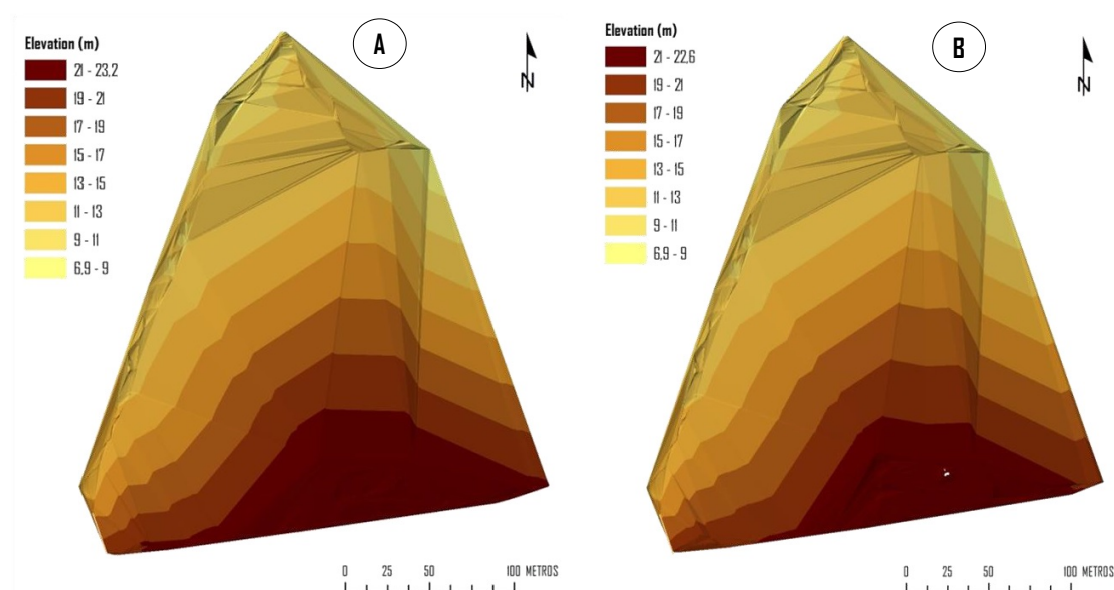 Elevation (m)
21 - 23,2
19 - 21
17 - 19
15 - 17
13 - 15
11 - 13
9 - 11
6,9 - 9
A
N
0 25 50 100 METROS
Elevation (m)
21 - 22,6
19 - 21
17 - 19
15 - 17
13 - 15
11 - 13
9 - 11
6,9 - 9
B
N
0 25 50 100 METROS